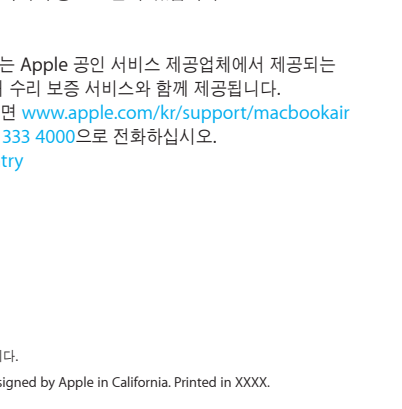 는 Apple 공인 서비스 제공업체에서 제공되는
수리 보증 서비스와 함께 제공됩니다.
면 www.apple.com/kr/support/macbookair
333 4000으로 전화하십시오.
try
다.
signed by Apple in California. Printed in XXXX.